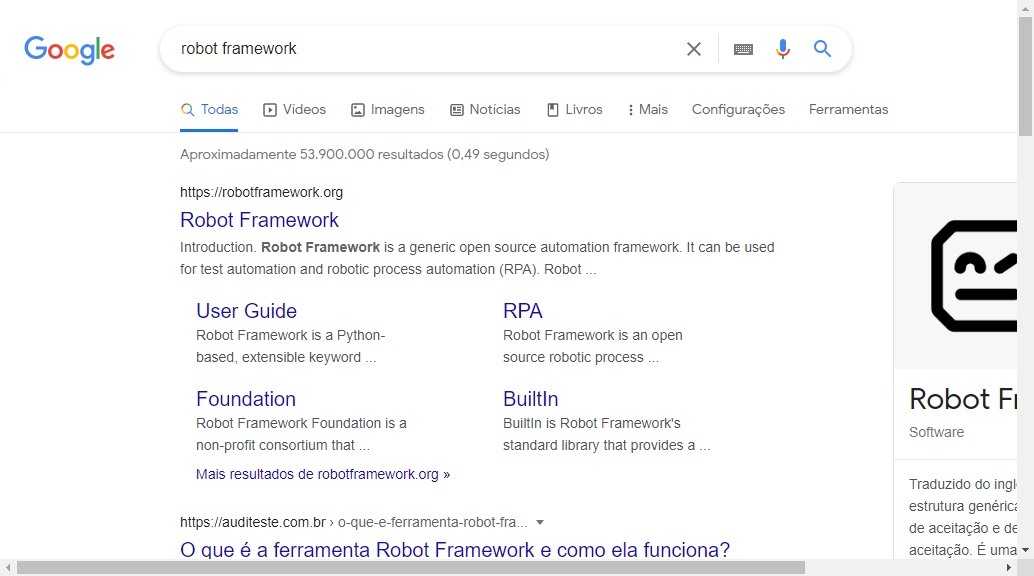 Google
robot framework
Todas
Vídeos
Imagens
Notícias
Livros
Mais
Configurações
Ferramentas
Aproximadamente 53.900.000 resultados (0,49 segundos)
https://robotframework.org
Robot Framework
Introduction. Robot Framework is a generic open source automation framework. It can be used
for test automation and robotic process automation (RPA). Robot ...
User Guide
Robot Framework is a Python-
based, extensible keyword ...
RPA
Robot Framework is an open
source robotic process ...
Foundation
Robot Framework Foundation is a
non-profit consortium that ...
BuiltIn
BuiltIn is Robot Framework's
standard library that provides a ...
Mais resultados de robotframework.org »
https://auditeste.com.br › o-que-e-ferramenta-robot-fra...
O que é a ferramenta Robot Framework e como ela funciona?
Robot
Software
Traduzido do
estrutura
de aceitação e
aceitação. É uma